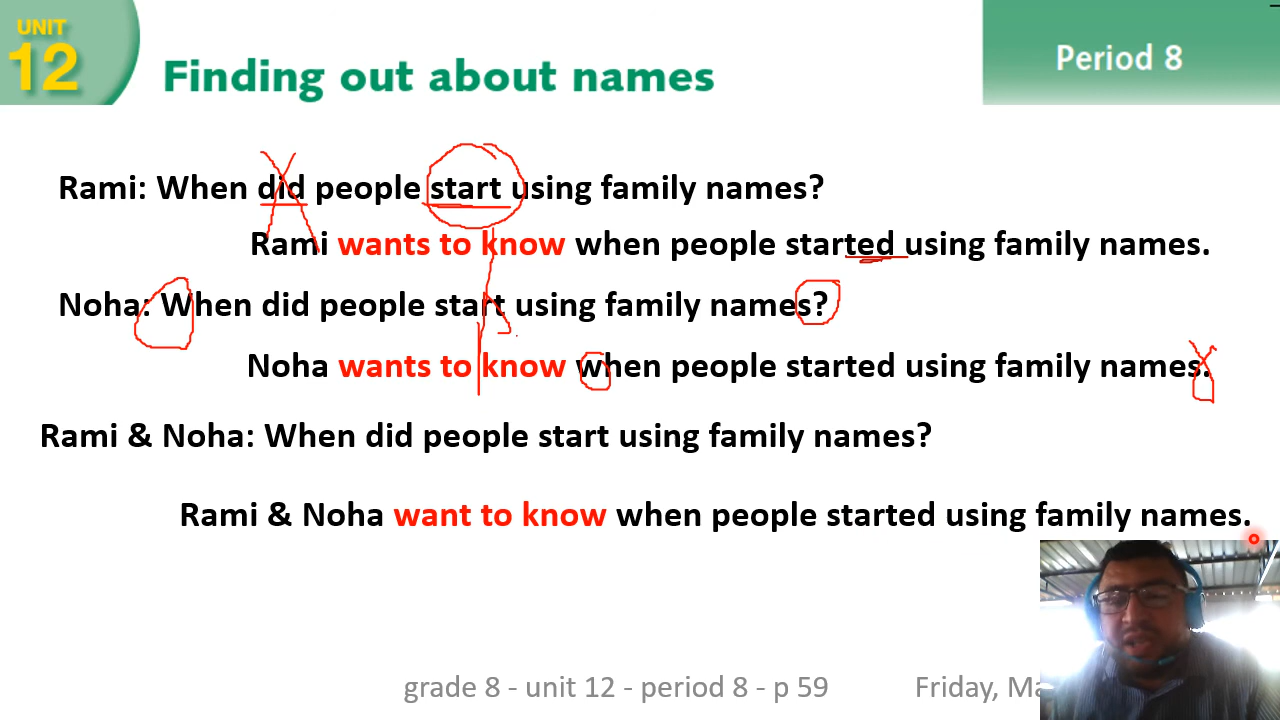 UNIT
12
Finding out about names
Period 8
Rami: When did people start using family names?
Rami wants to know when people started using family names.
Noha: When did people start using family names?
Noha wants to know when people started using family names.
Rami & Noha: When did people start using family names?
Rami & Noha want to know when people started using family names.
grade 8 - unit 12 - period 8 - p 59
Friday,